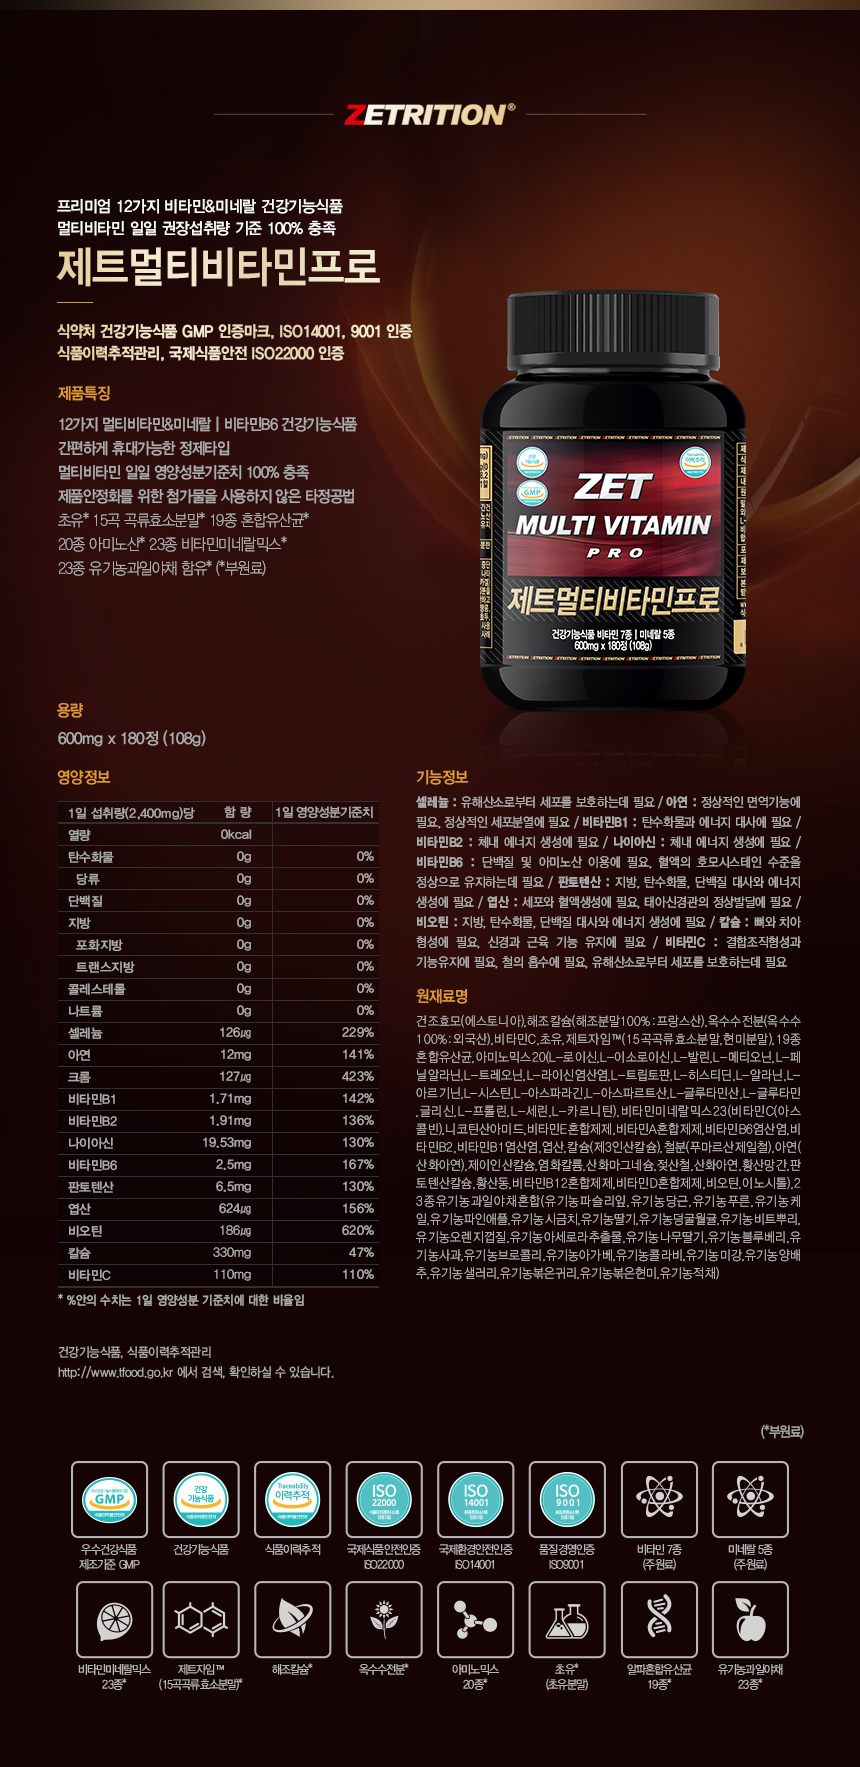 ZETRITION®
프리미엄 12가지 비타민&미네랄 건강기능식품
멀티비타민 일일 권장섭취량 기준 100% 충족
제트멀티비타민프로
식약처 건강기능식품 GMP 인증마크, ISO14001, 9001 인증
식품이력추적관리, 국제식품안전 ISO22000 인증
제품특징
12가지 멀티비타민&미네랄 | 비타민B6 건강기능식품
간편하게 휴대가능한 정제타입
멀티비타민 일일 영양성분기준치 100% 충족
제품안정화를 위한 첨가물을 사용하지 않은 타정공법
초유* 15곡 곡류효소분말* 19종 혼합유산균*
20종 아미노산* 23종 비타민미네랄믹스*
23종 유기농과일야채 함유* (*부원료)
건강
기능식품
GMP
Traceability
이력추적
ZET
MULTI VITAMIN
PRO
제트멀티비타민프로
건강기능식품 비타민 7종 | 미네랄 5종
600mg x 180정 (108g)
용량
600mg x 180정 (108g)
영양정보
1일 섭취량(2,400mg)당 함 량 1일 영양성분기준치
열량 0kcal
탄수화물 0g 0%
당류 0g 0%
단백질 0g 0%
지방 0g 0%
포화지방 0g 0%
트랜스지방 0g 0%
콜레스테롤 0g 0%
나트륨 0g 0%
셀레늄 126㎍ 229%
아연 12mg 141%
크롬 127㎍ 423%
비타민B1 1.71mg 142%
비타민B2 1.91mg 136%
나이아신 19.53mg 130%
비타민B6 2.5mg 167%
판토텐산 6.5mg 130%
엽산 624㎍ 156%
비오틴 186㎍ 620%
칼슘 330mg 47%
비타민C 110mg 110%
* %안의 수치는 1일 영양성분 기준치에 대한 비율임
기능정보
셀레늄 : 유해산소로부터 세포를 보호하는데 필요 / 아연 : 정상적인 면역기능에
필요, 정상적인 세포분열에 필요 / 비타민B1 : 탄수화물과 에너지 대사에 필요 /
비타민B2 : 체내 에너지 생성에 필요 / 나이아신 : 체내 에너지 생성에 필요 /
비타민B6 : 단백질 및 아미노산 이용에 필요, 혈액의 호모시스테인 수준을
정상으로 유지하는데 필요 / 판토텐산 : 지방, 탄수화물, 단백질 대사와 에너지
생성에 필요 / 엽산 : 세포와 혈액생성에 필요, 태아신경관의 정상발달에 필요 /
비오틴 : 지방, 탄수화물, 단백질 대사와 에너지 생성에 필요 / 칼슘 : 뼈와 치아
형성에 필요, 신경과 근육 기능 유지에 필요 / 비타민C : 결합조직형성과
기능유지에 필요, 철의 흡수에 필요, 유해산소로부터 세포를 보호하는데 필요
원재료명
건조효모(에스토니아),해조칼슘(해조분말100%:프랑스산),옥수수전분(옥수수
100%:외국산),비타민C,초유,제트자임™(15곡곡류효소분말,현미분말),19종
혼합유산균,아미노믹스20(L-로이신,L-이소로이신,L-발린,L-메티오닌,L-페
닐알라닌,L-트레오닌,L-라이신염산염,L-트립토판,L-히스티딘,L-알라닌,L-
아르기닌,L-시스틴,L-아스파라긴,L-아스파르트산,L-글루타민산,L-글루타민
,글리신,L-프롤린,L-세린,L-카르니틴),비타민미네랄믹스23(비타민C(아스
콜빈),니코틴산아미드,비타민E혼합제제,비타민A혼합제제,비타민B6염산염,비
타민B2,비타민B1염산염,엽산,칼슘(제3인산칼슘),철분(푸마르산제일철),아연(
산화아연),제이인산칼슘,염화칼륨,산화마그네슘,젖산철,산화아연,황산망간,판
토텐산칼슘,황산동,비타민B12혼합제제,비타민D혼합제제,비오틴,이노시톨),2
3종유기농과일야채혼합(유기농파슬리잎,유기농당근,유기농푸르,유기농케
일,유기농파인애플,유기농시금치,유기농딸기,유기농덩굴월귤,유기농비트뿌리,
유기농오렌지껍질,유기농아세로라추출물,유기농나무딸기,유기농블루베리,유
기농사과,유기농브로콜리,유기농아가베,유기농콜라비,유기농미강,유기농양배
추,유기농샐러리,유기농볶은귀리,유기농볶은현미,유기농적채)
건강기능식품, 식품이력추적관리
http://www.tfood.go.kr 에서 검색, 확인하실 수 있습니다.
(*부원료)
GMP
건강
기능식품
Traceability
이력추적
ISO
22000
ISO
14001
ISO
9001
우수건강식품
제조기준 GMP
건강기능식품
식품이력추적
국제식품안전인증
ISO22000
국제환경안전인증
ISO14001
품질경영인증
ISO9001
비타민 7종
(주원료)
미네랄 5종
(주원료)
비타민미네랄믹스
23종*
제트자임™
(15곡곡류효소분말)*
해조칼슘*
옥수수전분*
아미노믹스
20종*
초유*
(초유분말)
알파혼합유산균
19종*
유기농과일야채
23종*